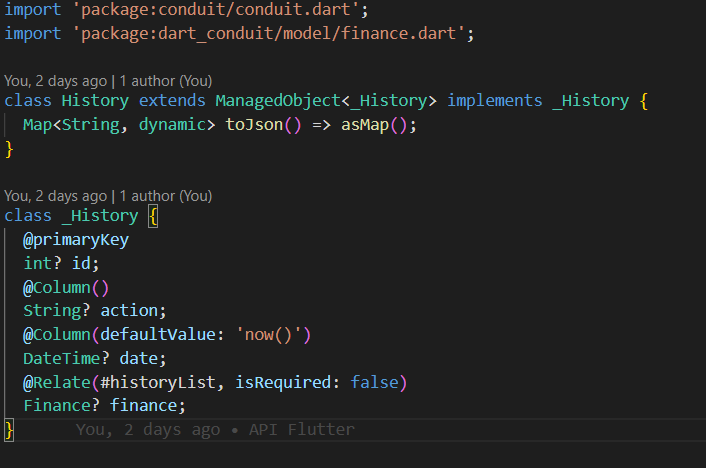 import 'package:conduit/conduit.dart';
import 'package:dart_conduit/model/finance.dart';
You, 2 days ago | 1 author (You)
class History extends ManagedObject<_History> implements _History {
Map<String, dynamic> toJson() => asMap();
}
You, 2 days ago | 1 author (You)
class _History {
@primaryKey
int? id;
@Column()
String? action;
@Column(defaultValue: 'now()')
DateTime? date;
@Relate(#historyList, isRequired: false)
Finance? finance;
} You, 2 days ago • API Flutter